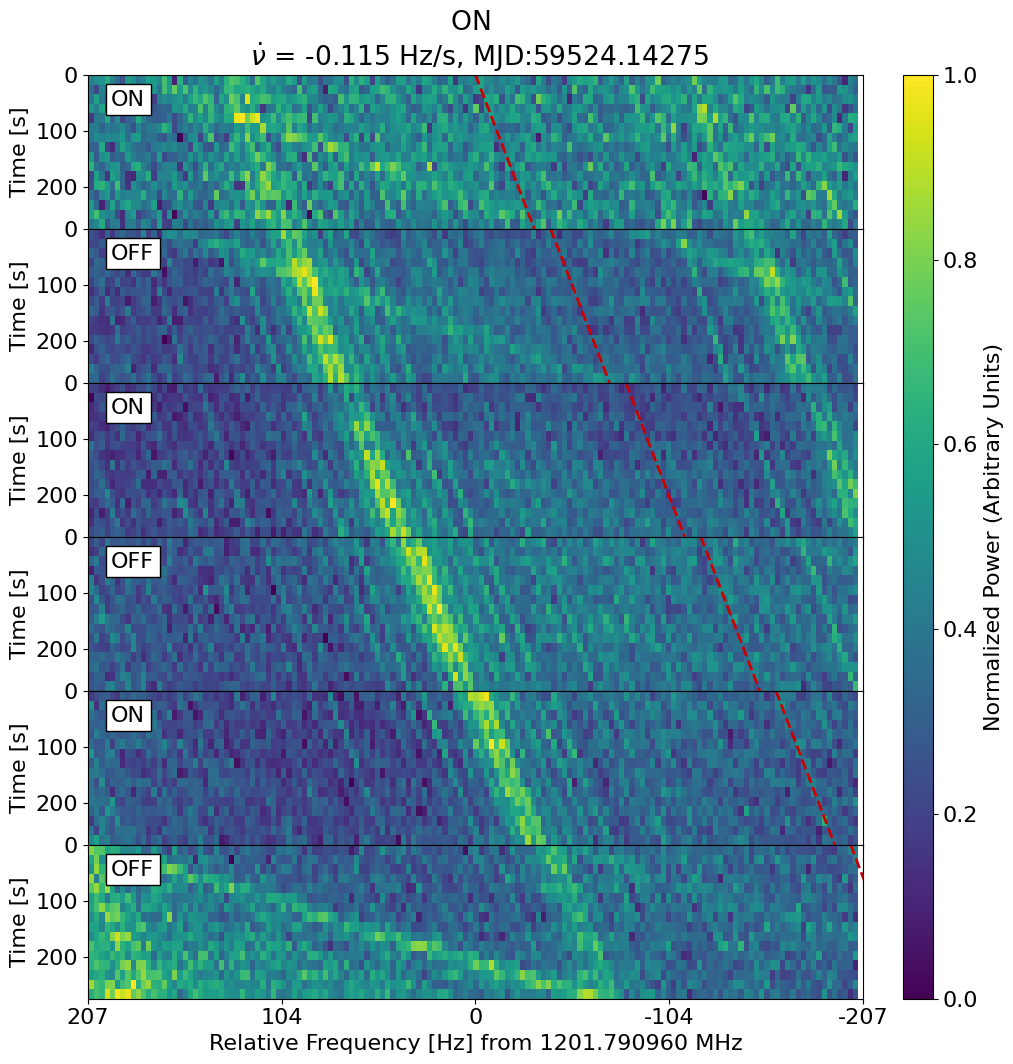 ON
ν̇ = -0.115 Hz/s, MJD:59524.14275
0
ON
100
200
Time [s]
0
OFF
100
200
Time [s]
0
ON
100
200
Time [s]
0
OFF
100
200
Time [s]
0
ON
100
200
Time [s]
0
OFF
100
200
Time [s]
207 104 0 -104 -207
Relative Frequency [Hz] from 1201.790960 MHz
1.0
0.8
0.6
0.4
0.2
0.0
Normalized Power (Arbitrary Units)